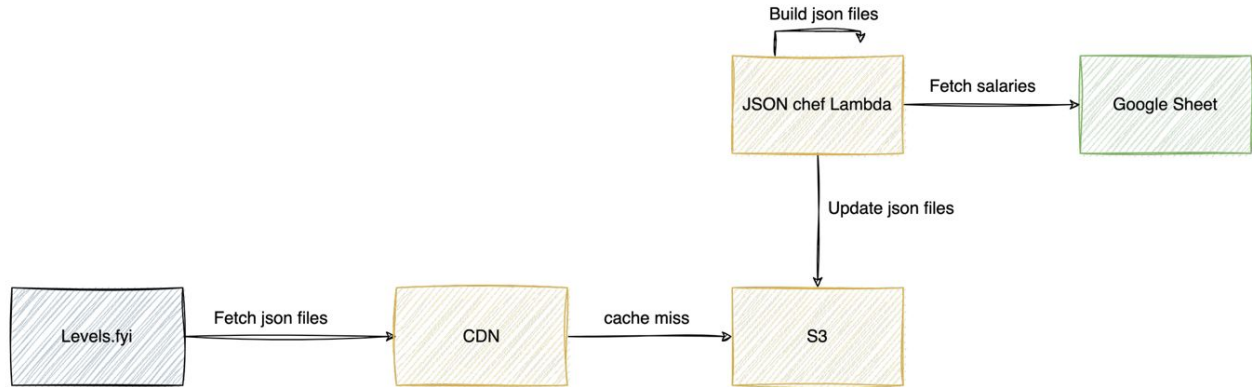 Build json files
JSON chef Lambda
Fetch salaries
Google Sheet
Update json files
Levels.fyi
Fetch json files
CDN
cache miss
S3